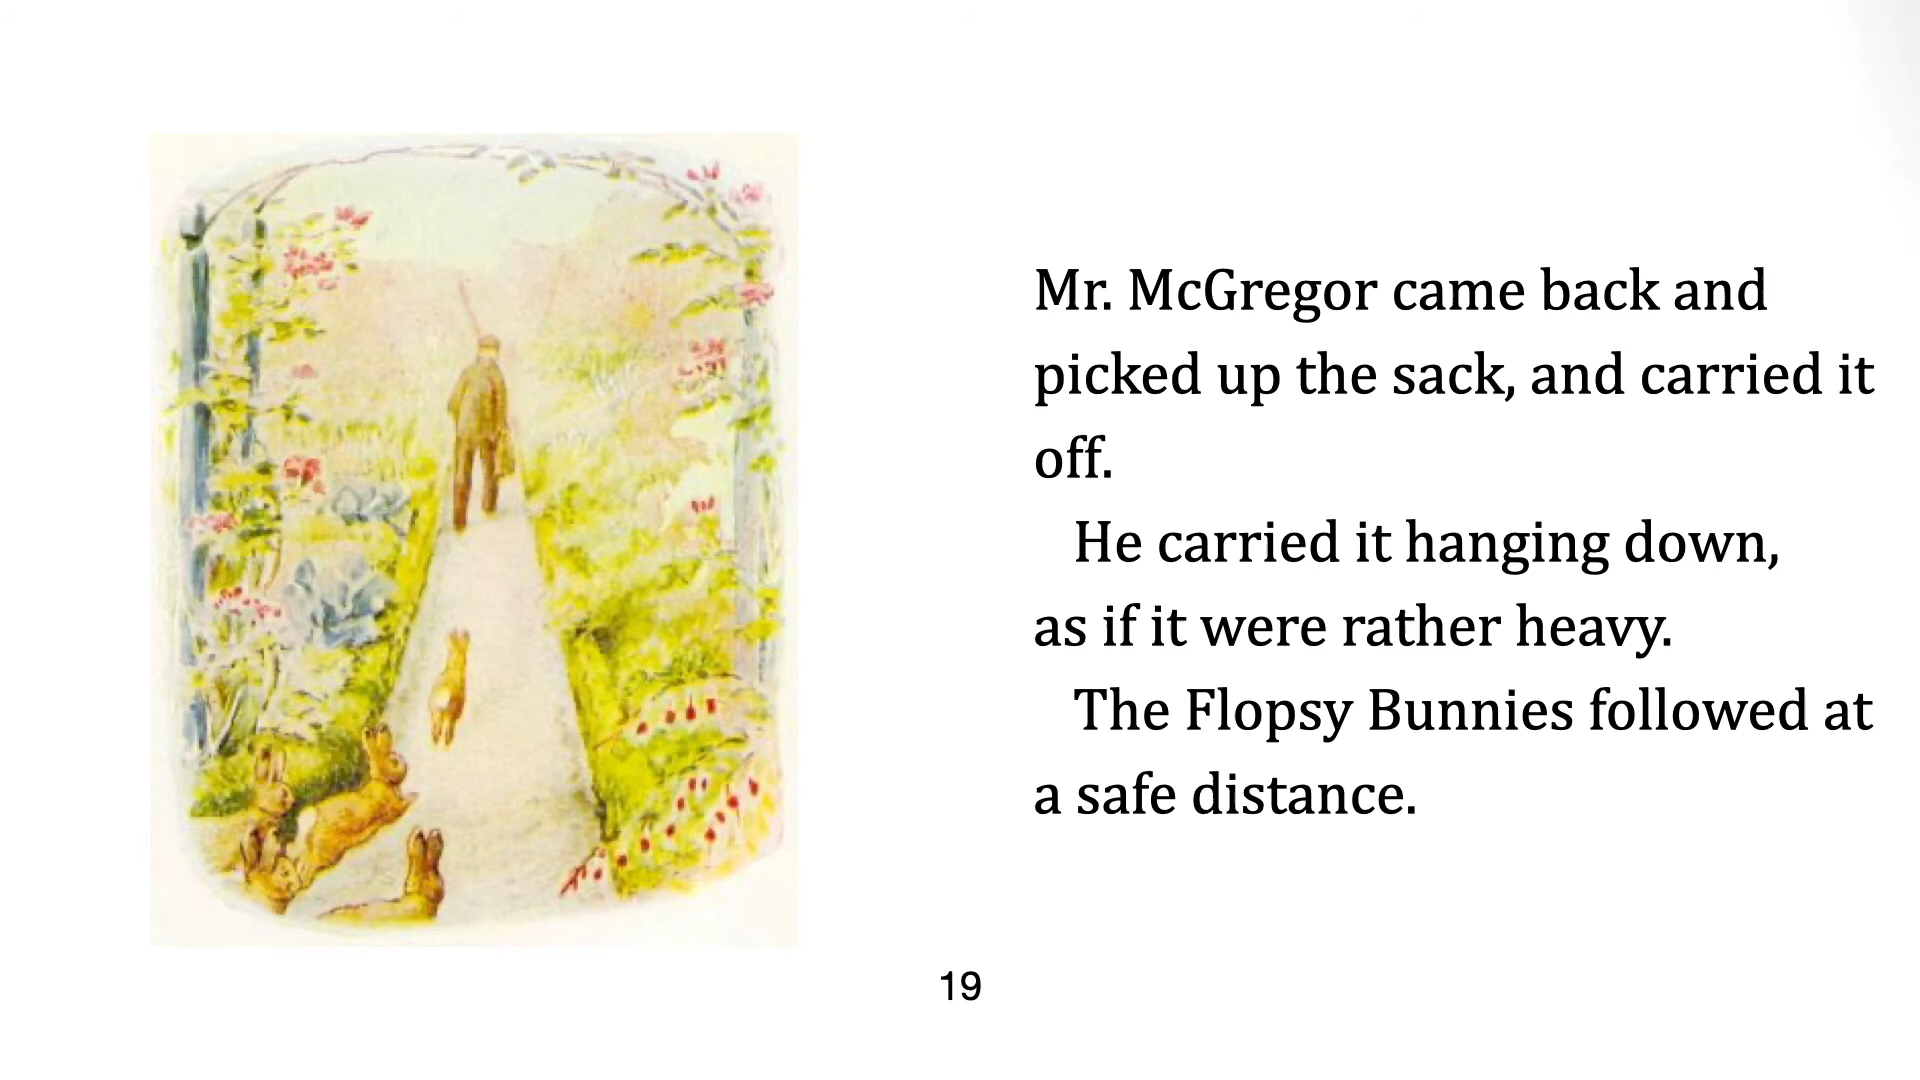 Mr. McGregor came back and
picked up the sack, and carried it
off.
He carried it hanging down,
as if it were rather heavy.
The Flopsy Bunnies followed at
a safe distance.
19